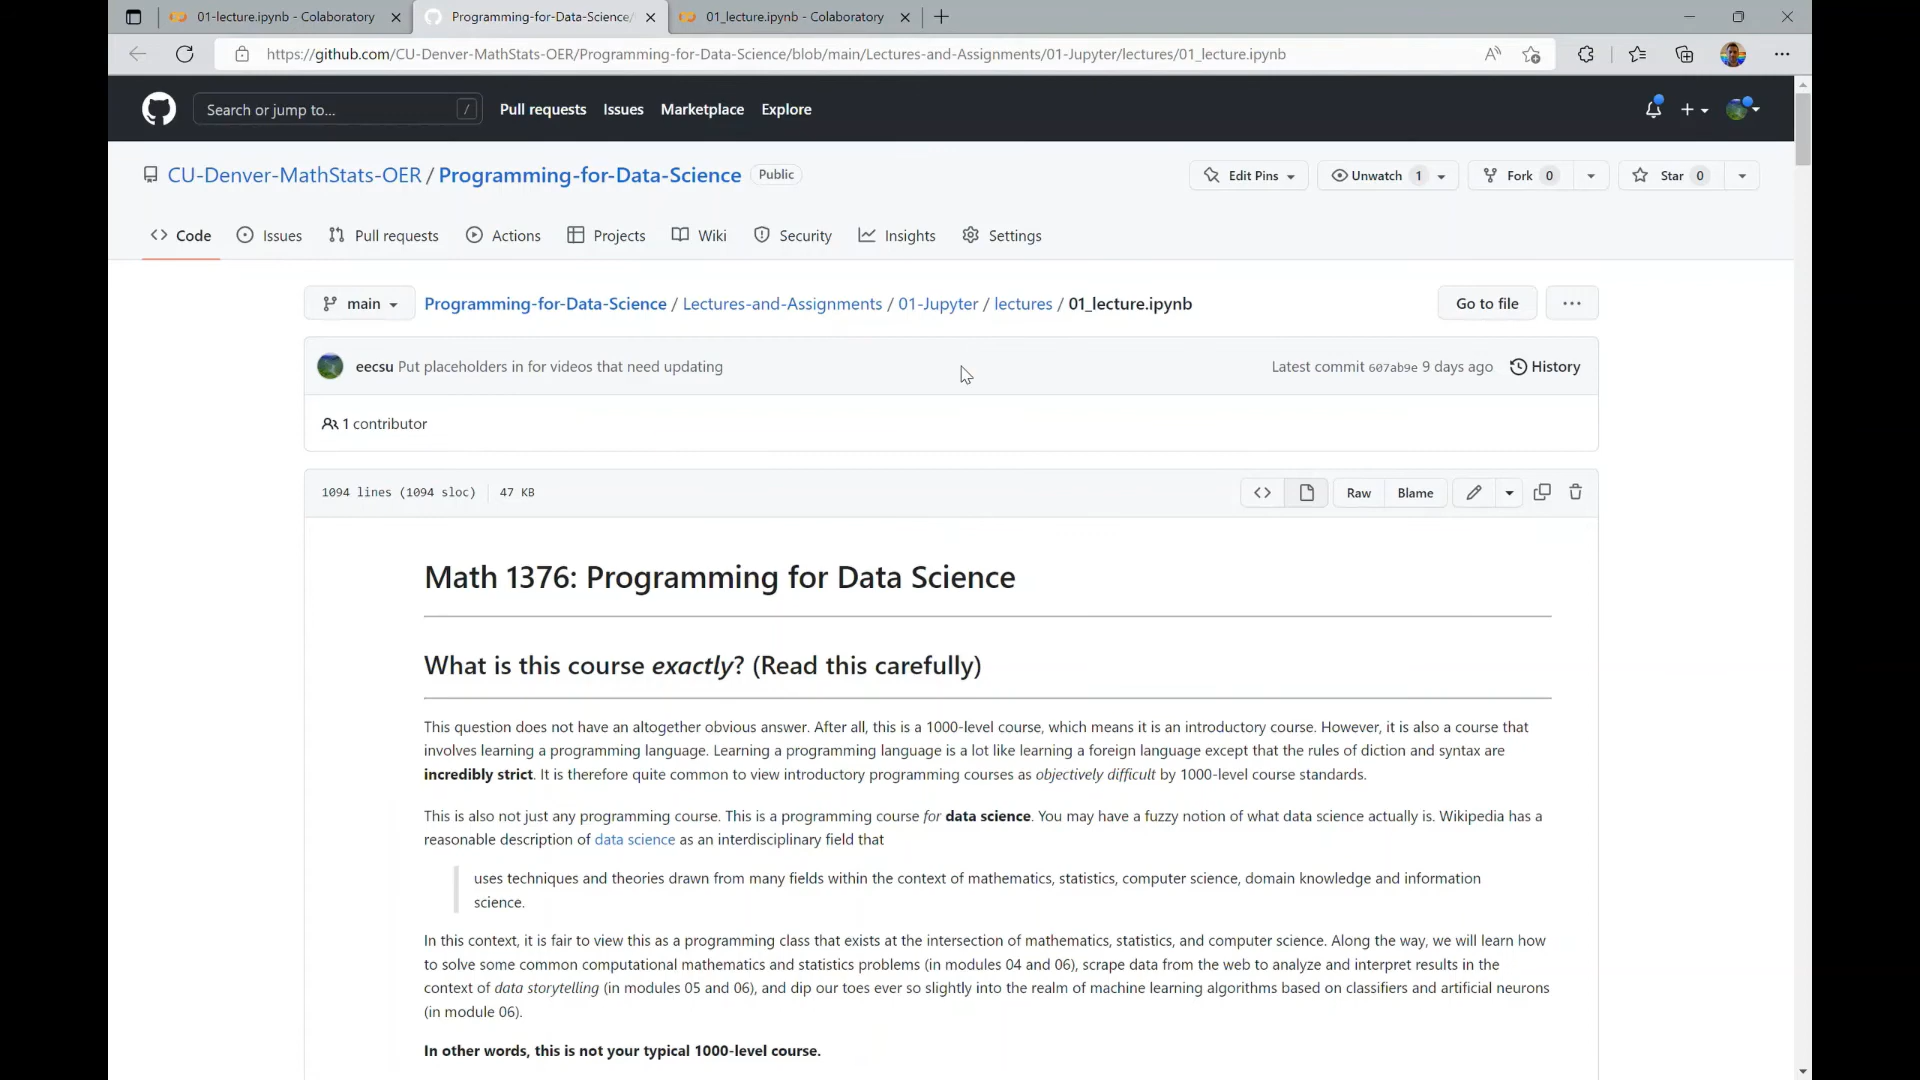 01-lecture.ipynb - Colaboratory
Programming-for-Data-Science/
01_lecture.ipynb - Colaboratory
https://github.com/CU-Denver-MathStats-OER/Programming-for-Data-Science/blob/main/Lectures-and-Assignments/01-Jupyter/lectures/01_lecture.ipynb
Search or jump to... /
Pull requests Issues Marketplace Explore
CU-Denver-MathStats-OER / Programming-for-Data-Science Public
Edit Pins Unwatch 1 Fork 0 Star 0
Code Issues Pull requests Actions Projects Wiki Security Insights Settings
main Programming-for-Data-Science / Lectures-and-Assignments / 01-Jupyter / lectures / 01_lecture.ipynb Go to file
eecsu Put placeholders in for videos that need updating Latest commit 607ab9e 9 days ago History
1 contributor
1094 lines (1094 sloc) 47 KB Raw Blame
Math 1376: Programming for Data Science
What is this course exactly? (Read this carefully)
This question does not have an altogether obvious answer. After all, this is a 1000-level course, which means it is an introductory course. However, it is also a course that
involves learning a programming language. Learning a programming language is a lot like learning a foreign language except that the rules of diction and syntax are
incredibly strict. It is therefore quite common to view introductory programming courses as objectively difficult by 1000-level course standards.
This is also not just any programming course. This is a programming course for data science. You may have a fuzzy notion of what data science actually is. Wikipedia has a
reasonable description of data science as an interdisciplinary field that
uses techniques and theories drawn from many fields within the context of mathematics, statistics, computer science, domain knowledge and information
science.
In this context, it is fair to view this as a programming class that exists at the intersection of mathematics, statistics, and computer science. Along the way, we will learn how
to solve some common computational mathematics and statistics problems (in modules 04 and 06), scrape data from the web to analyze and interpret results in the
context of data storytelling (in modules 05 and 06), and dip our toes ever so slightly into the realm of machine learning algorithms based on classifiers and artificial neurons
(in module 06).
In other words, this is not your typical 1000-level course.